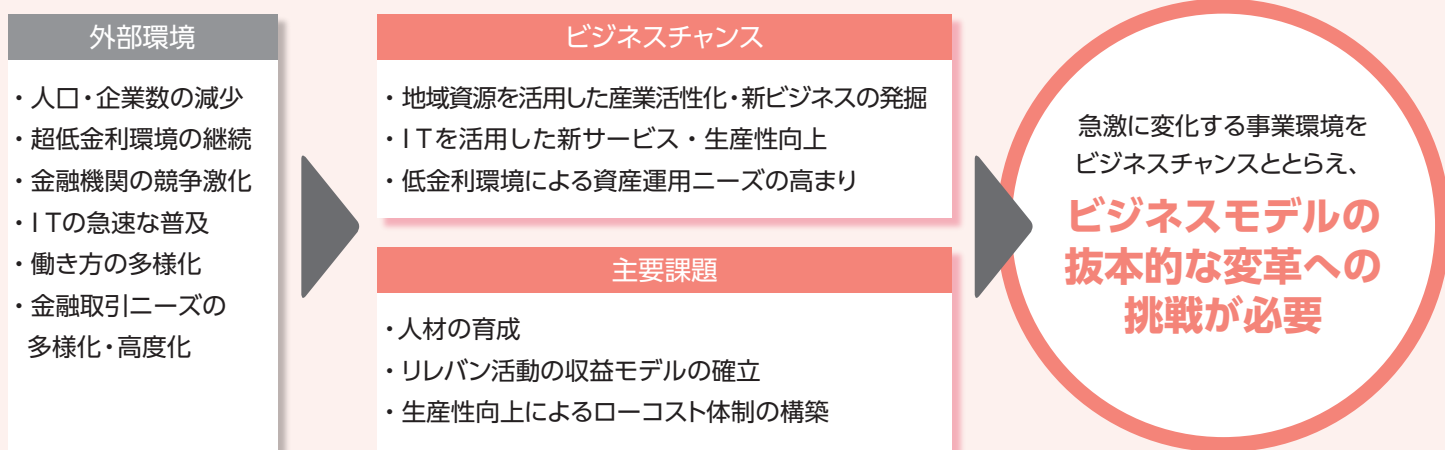 外部環境
・人口・企業数の減少
・超低金利環境の継続
・金融機関の競争激化
・ITの急速な普及
・働き方の多様化
・金融取引ニーズの
多様化・高度化
ビジネスチャンス
・地域資源を活用した産業活性化・新ビジネスの発掘
・ITを活用した新サービス・生産性向上
・低金利環境による資産運用ニーズの高まり
主要課題
・人材の育成
・リレバン活動の収益モデルの確立
・生産性向上によるローコスト体制の構築
急激に変化する事業環境を
ビジネスチャンスととらえ、
ビジネスモデルの
抜本的な変革への
挑戦が必要